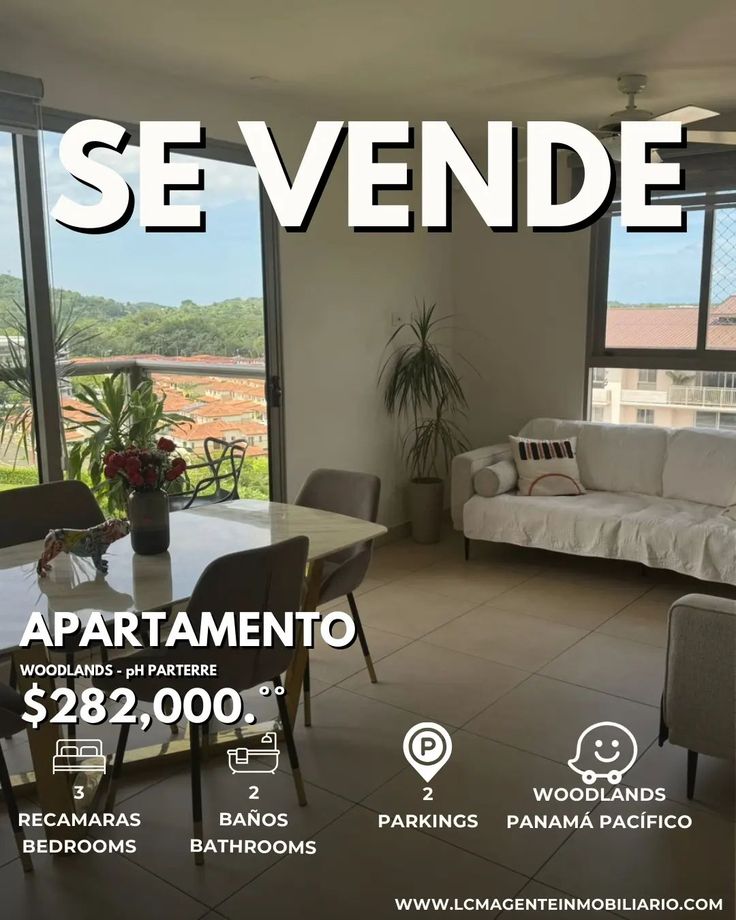 SE VENDE
APARTAMENTO
WOODLANDS - pH PARTERRE
$282,000.°°
3
RECAMARAS
BEDROOMS
2
BAÑOS
BATHROOMS
P
2
PARKINGS
WOODLANDS
PANAMÁ PACÍFICO
WWW.LCMAGENTEINMOBILIARIO.COM